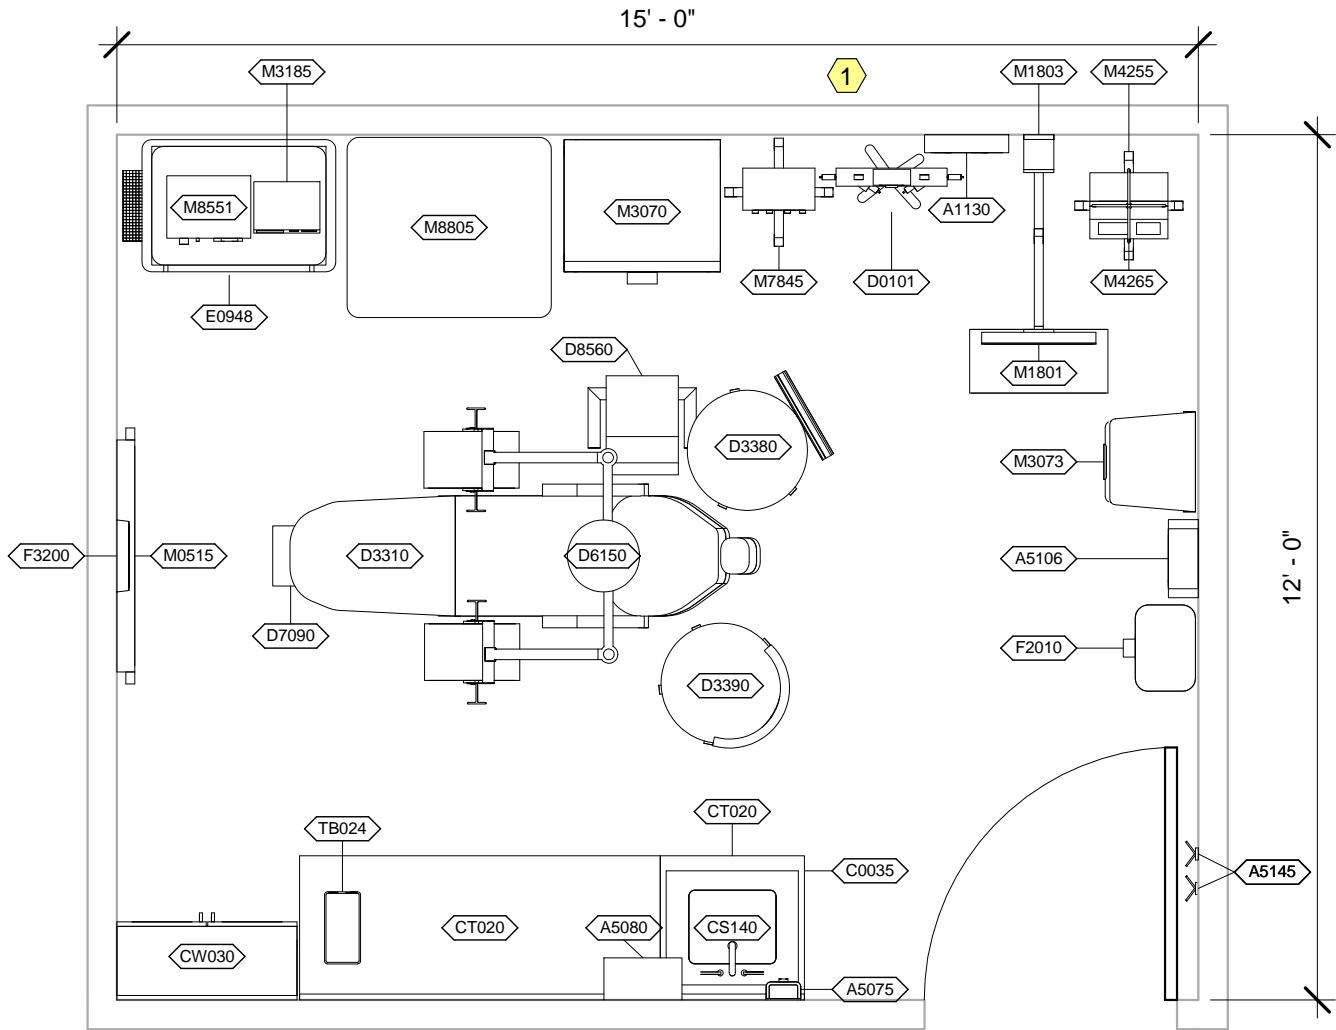 15' - 0"
M3185
1
M1803
M4255
M8551
M8805
M3070
A1130
M7845
D0101
M4265
E0948
D8560
M1801
D3380
M3073
F3200
M0515
D3310
D6150
A5106
12' - 0"
D7090
F2010
D3390
CT020
TB024
C0035
A5145
CT020
A5080
CS140
CW030
A5075